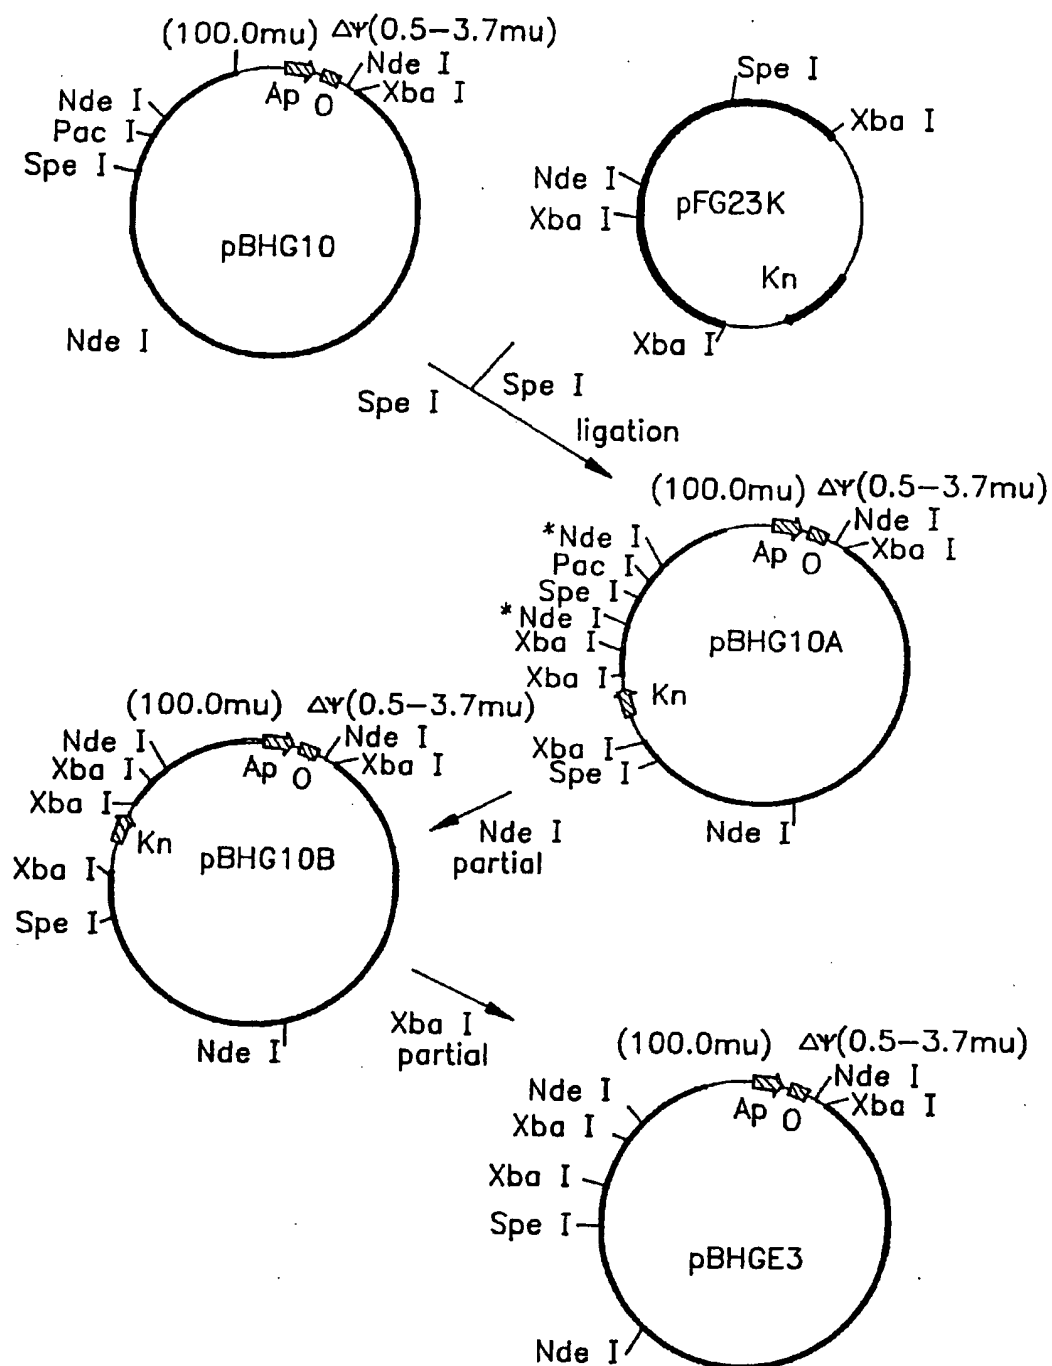 (100.0mu) ΔΨ(0.5−3.7mu)
Nde I
Xba I
Ap O
Nde I
Pac I
Spe I
pBHG10
Nde I
Spe I
Xba I
Nde I
Xba I
pFG23K
Kn
Xba I
Spe I
Spe I
ligation
(100.0mu) ΔΨ(0.5−3.7mu)
Nde I
Xba I
Ap O
*Nde I
Pac I
Spe I
*Nde I
Xba I
Xba I
Kn
pBHG10A
Xba I
Spe I
Nde I
Nde I
partial
(100.0mu) ΔΨ(0.5−3.7mu)
Nde I
Xba I
Ap O
Nde I
Xba I
Xba I
Kn
pBHG10B
Xba I
Spe I
Nde I
Xba I
partial
(100.0mu) ΔΨ(0.5−3.7mu)
Nde I
Xba I
Ap O
Nde I
Xba I
Xba I
Spe I
pBHGE3
Nde I